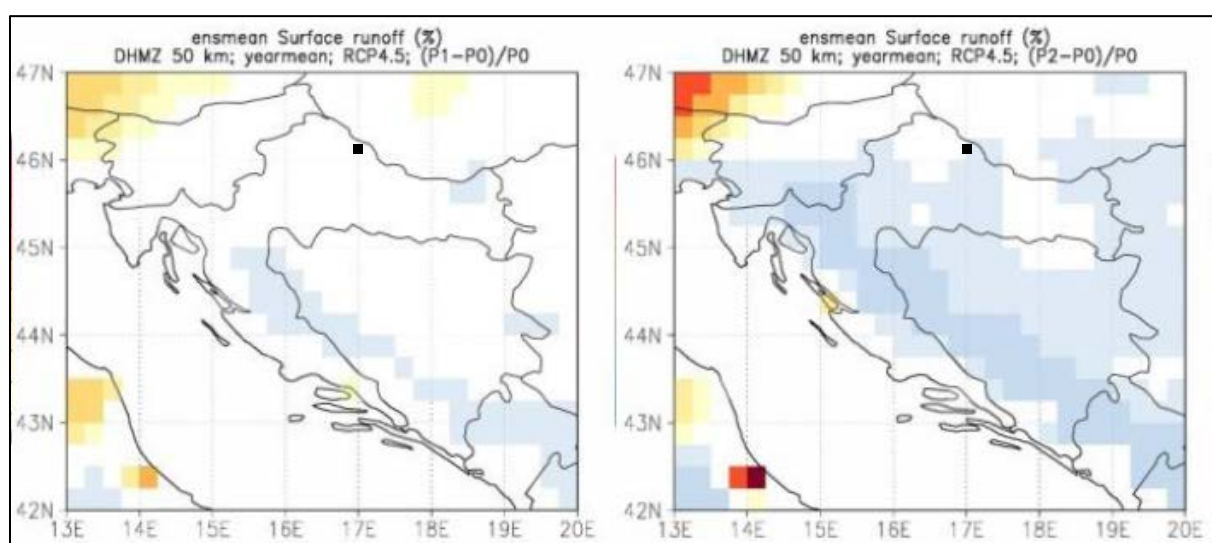 ensmean Surface runoff (%)
DHMZ 50 km; yearmean; RCP4.5; (P1-P0)/P0
47N
46N
45N
44N
43N
42N
13E 14E 15E 16E 17E 18E 19E 20E
ensmean Surface runoff (%)
DHMZ 50 km; yearmean; RCP4.5; (P2-P0)/P0
47N
46N
45N
44N
43N
42N
13E 14E 15E 16E 17E 18E 19E 20E